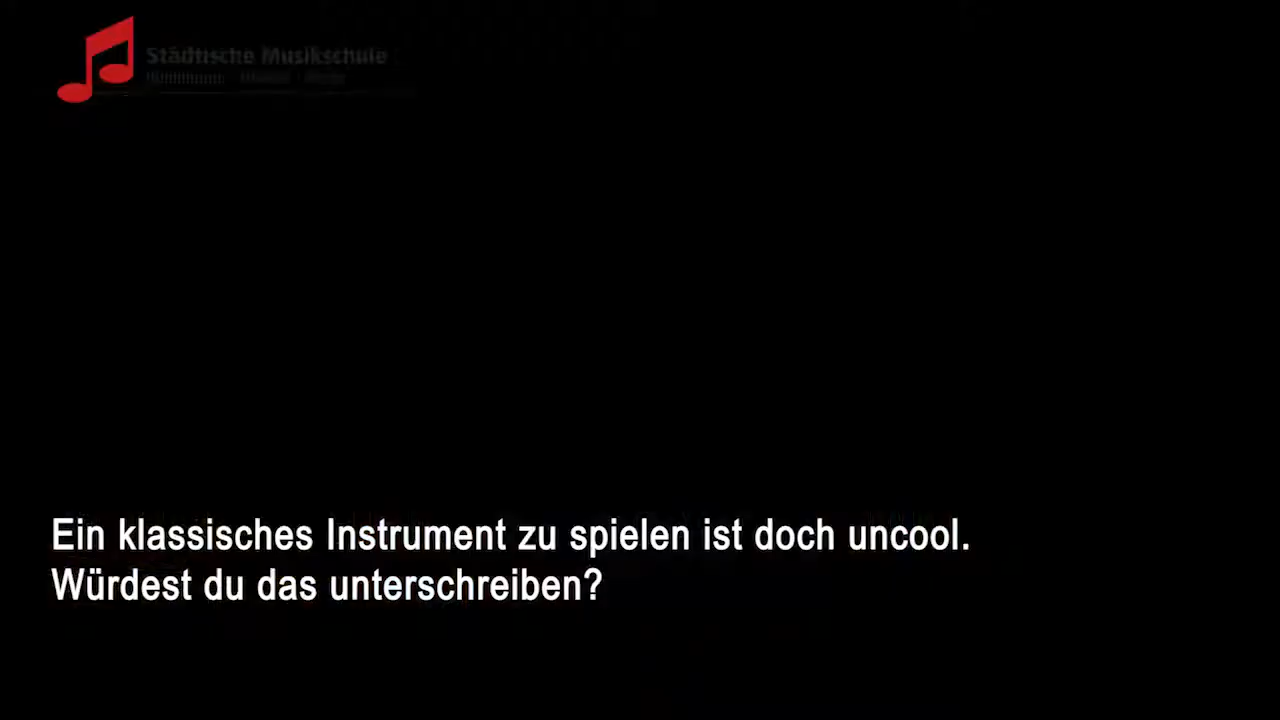 Städtische Musikschule
Ein klassisches Instrument zu spielen ist doch uncool.
Würdest du das unterschreiben?